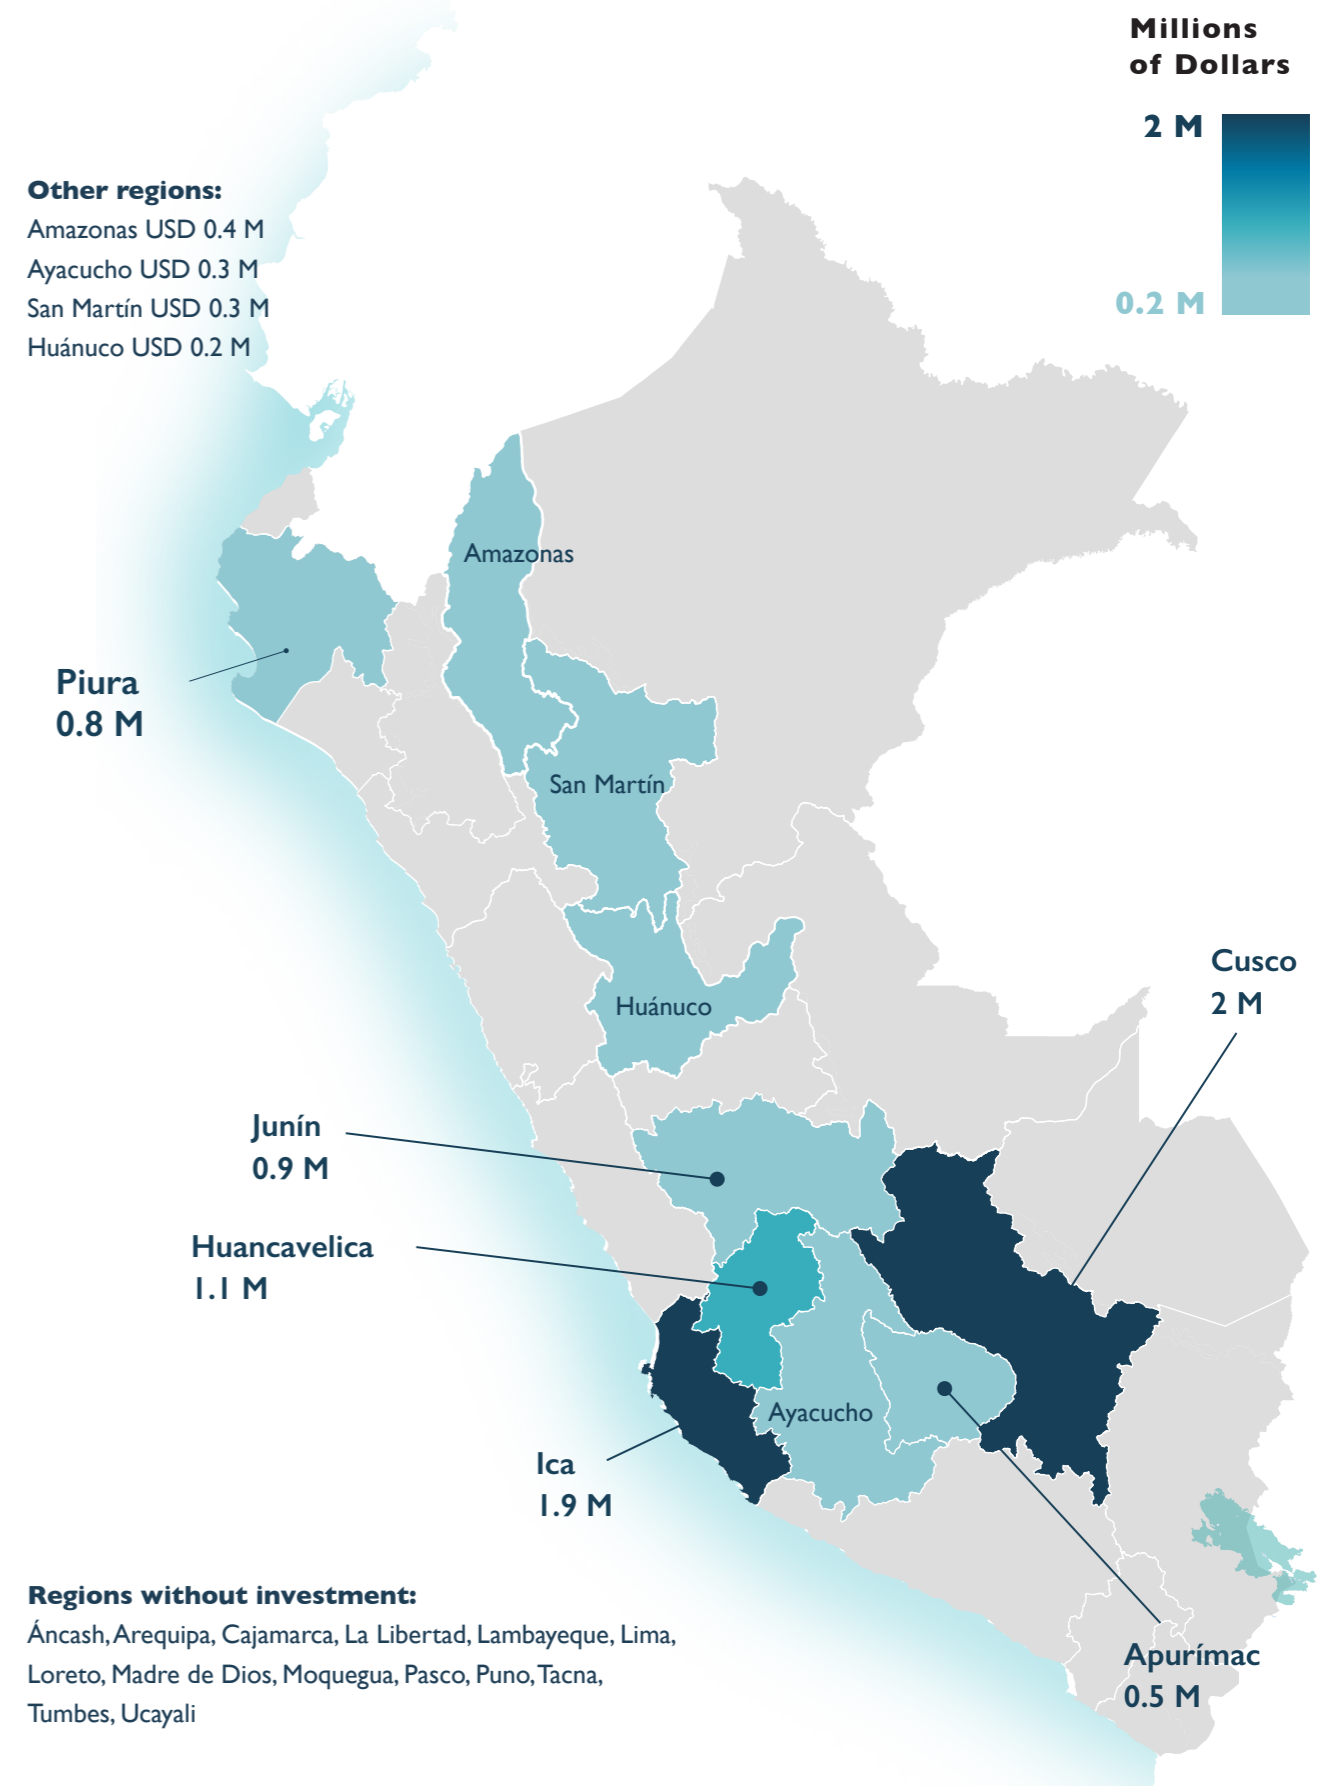 Millions
of Dollars
2 M
0.2 M
Other regions:
Amazonas USD 0.4 M
Ayacucho USD 0.3 M
San Martín USD 0.3 M
Huánuco USD 0.2 M
Amazonas
Piura
0.8 M
San Martín
Cusco
2 M
Huánuco
Junín
0.9 M
Huancavelica
1.1 M
Ayacucho
Ica
1.9 M
Regions without investment:
Áncash, Arequipa, Cajamarca, La Libertad, Lambayeque, Lima,
Loreto, Madre de Dios, Moquegua, Pasco, Puno, Tacna,
Tumbes, Ucayali
Apurímac
0.5 M